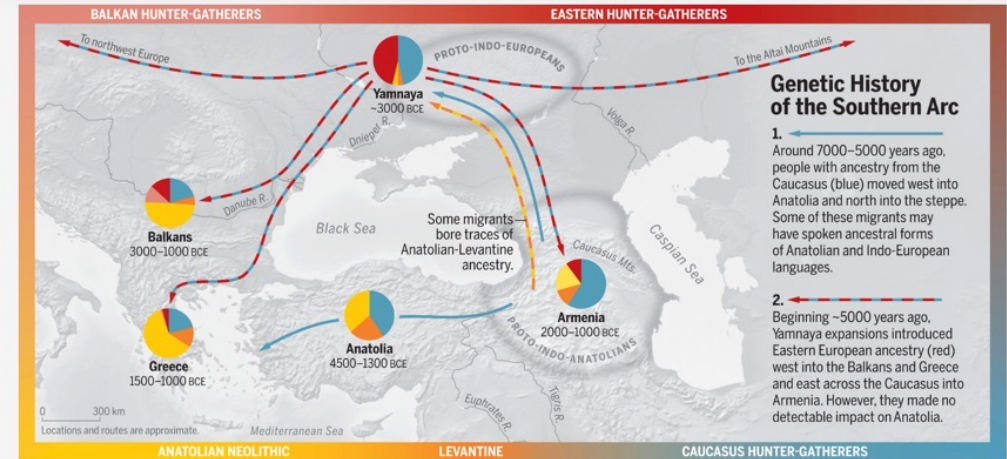 BALKAN HUNTER-GATHERERS
EASTERN HUNTER-GATHERERS
To northwest Europe
PROTO-INDO-EUROPEANS
To the Altai Mountains
Yamnaya
~3000 BCE
Dnieper R.
Volga R.
Genetic History
of the Southern Arc
1.
Around 7000–5000 years ago,
people with ancestry from the
Caucasus (blue) moved west into
Anatolia and north into the steppe.
Some of these migrants may
have spoken ancestral forms
of Anatolian and Indo-European
languages.
Danube R.
Balkans
3000–1000 BCE
Black Sea
Some migrants
bore traces of
Anatolian-Levantine
ancestry.
Caucasus Mts.
Caspian Sea
Armenia
2000–1000 BCE
PROTO-INDO-ANATOLIANS
Anatolia
4500–1300 BCE
Greece
1500–1000 BCE
2.
Beginning ~5000 years ago,
Yamnaya expansions introduced
Eastern European ancestry (red)
west into the Balkans and Greece
and east across the Caucasus into
Armenia. However, they made no
detectable impact on Anatolia.
Euphrates R.
Tigris R.
0 300 km
Locations and routes are approximate.
Mediterranean Sea
ANATOLIAN NEOLITHIC
LEVANTINE
CAUCASUS HUNTER-GATHERERS